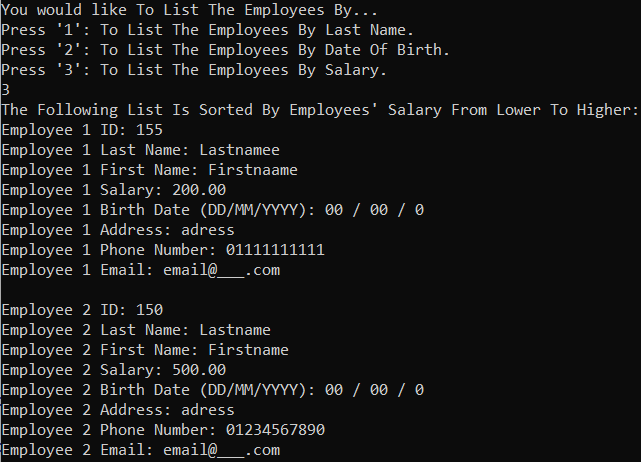 You would like To List The Employees By...
Press '1': To List The Employees By Last Name.
Press '2': To List The Employees By Date Of Birth.
Press '3': To List The Employees By Salary.
3
The Following List Is Sorted By Employees' Salary From Lower To Higher:
Employee 1 ID: 155
Employee 1 Last Name: Lastnamee
Employee 1 First Name: Firstnaame
Employee 1 Salary: 200.00
Employee 1 Birth Date (DD/MM/YYYY): 00 / 00 / 0
Employee 1 Address: adress
Employee 1 Phone Number: 01111111111
Employee 1 Email: email@___.com
Employee 2 ID: 150
Employee 2 Last Name: Lastname
Employee 2 First Name: Firstname
Employee 2 Salary: 500.00
Employee 2 Birth Date (DD/MM/YYYY): 00 / 00 / 0
Employee 2 Address: adress
Employee 2 Phone Number: 01234567890
Employee 2 Email: email@___.com